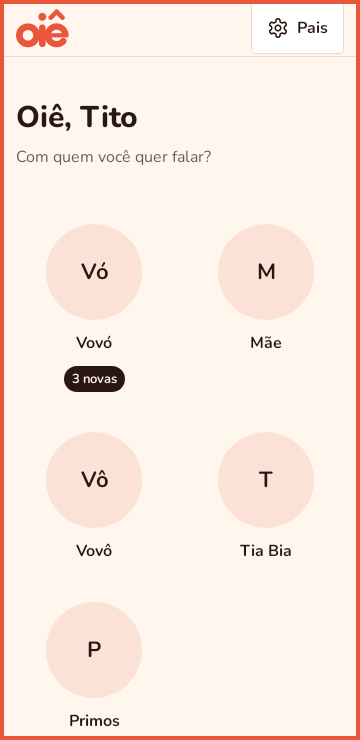 oiê
Pais
Oiê, Tito
Com quem você quer falar?
Vó
M
Vovó
Mãe
3 novas
Vô
T
Vovô
Tia Bia
P
Primos